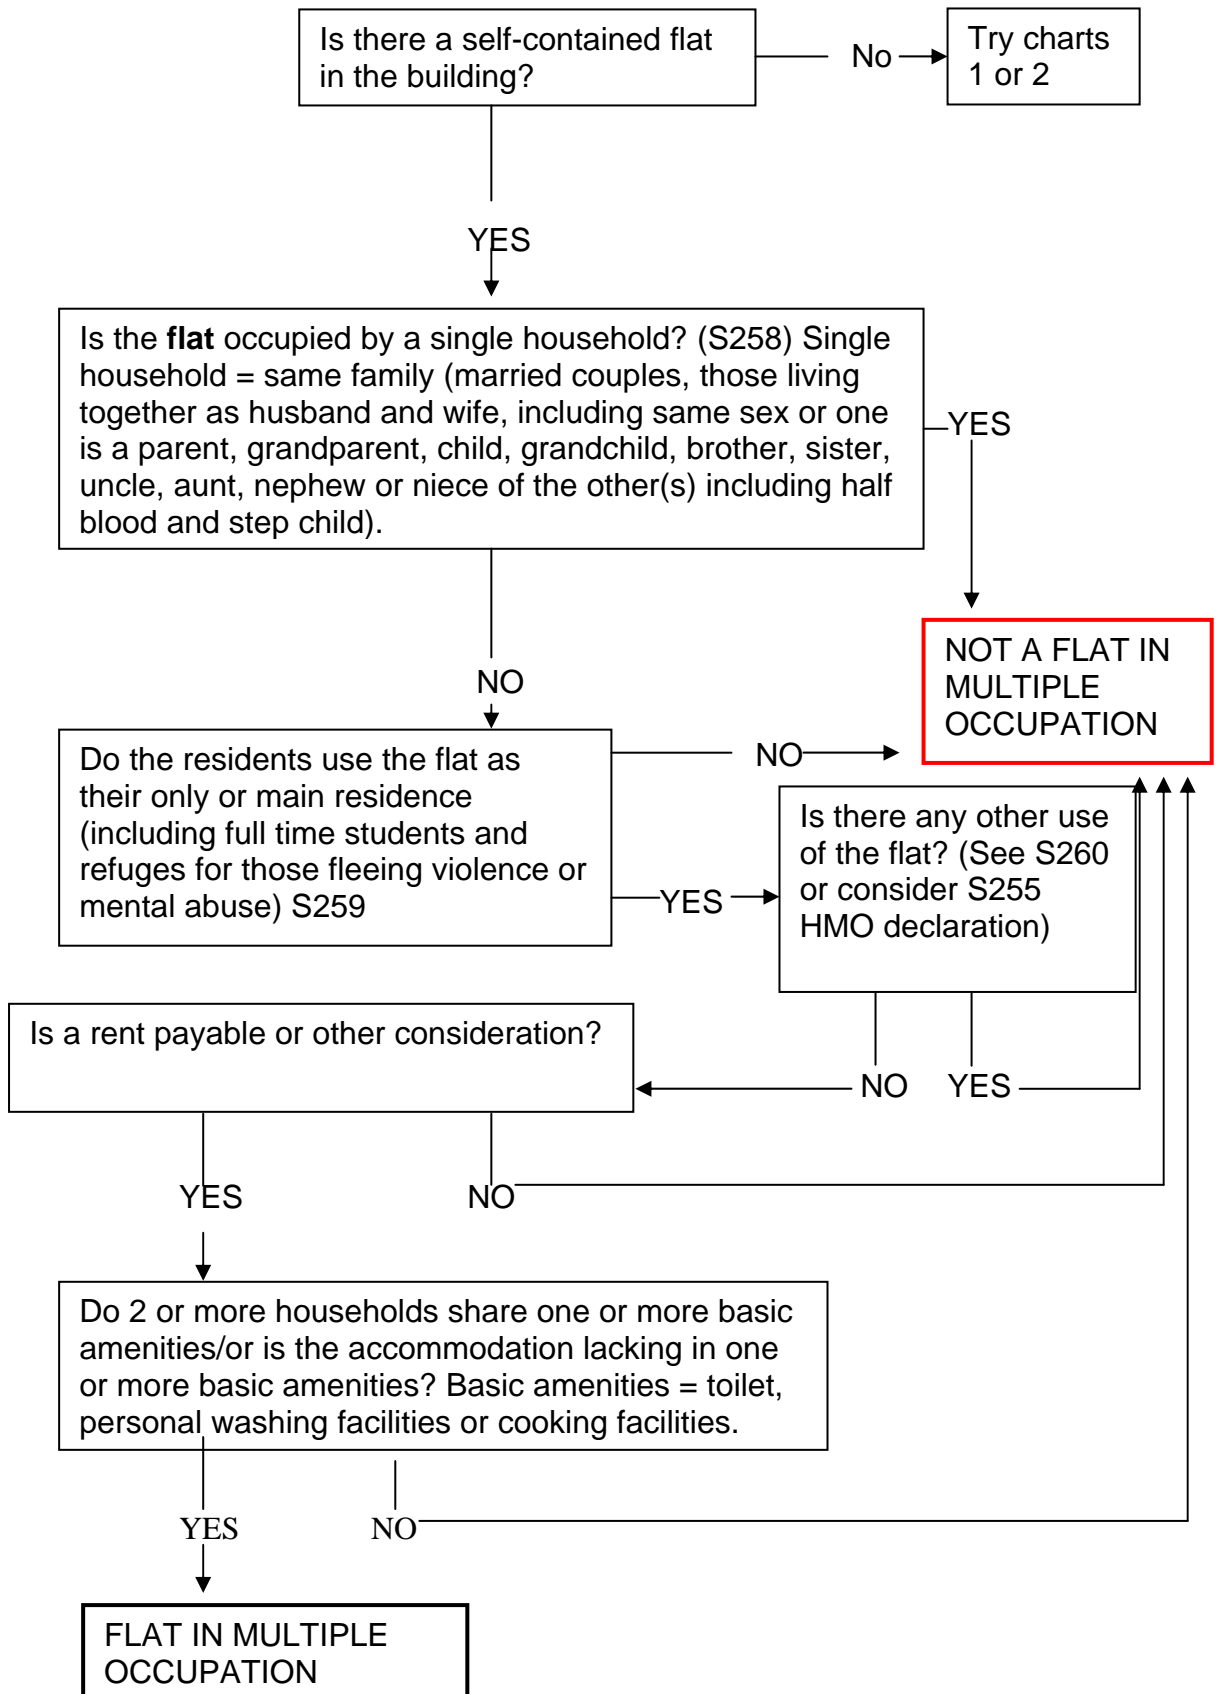 Is there a self-contained flat
in the building?
No
Try charts
1 or 2
YES
Is the flat occupied by a single household? (S258) Single
household = same family (married couples, those living
together as husband and wife, including same sex or one
is a parent, grandparent, child, grandchild, brother, sister,
uncle, aunt, nephew or niece of the other(s) including half
blood and step child).
YES
NO
NOT A FLAT IN
MULTIPLE
OCCUPATION
Do the residents use the flat as
their only or main residence
(including full time students and
refuges for those fleeing violence or
mental abuse) S259
NO
YES
Is there any other use
of the flat? (See S260
or consider S255
HMO declaration)
NO
YES
Is a rent payable or other consideration?
YES
NO
Do 2 or more households share one or more basic
amenities/or is the accommodation lacking in one
or more basic amenities? Basic amenities = toilet,
personal washing facilities or cooking facilities.
YES
NO
FLAT IN MULTIPLE
OCCUPATION